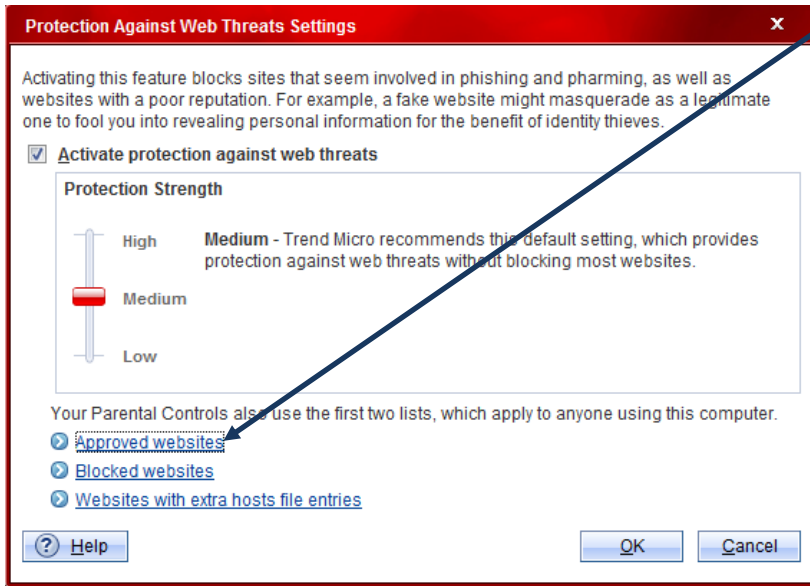 Protection Against Web Threats Settings x
Activating this feature blocks sites that seem involved in phishing and pharming, as well as
websites with a poor reputation. For example, a fake website might masquerade as a legitimate
one to fool you into revealing personal information for the benefit of identity thieves.
Activate protection against web threats
Protection Strength
High
Medium - Trend Micro recommends this default setting, which provides
protection against web threats without blocking most websites.
Medium
Low
Your Parental Controls also use the first two lists, which apply to anyone using this computer.
Approved websites
Blocked websites
Websites with extra hosts file entries
? Help OK Cancel